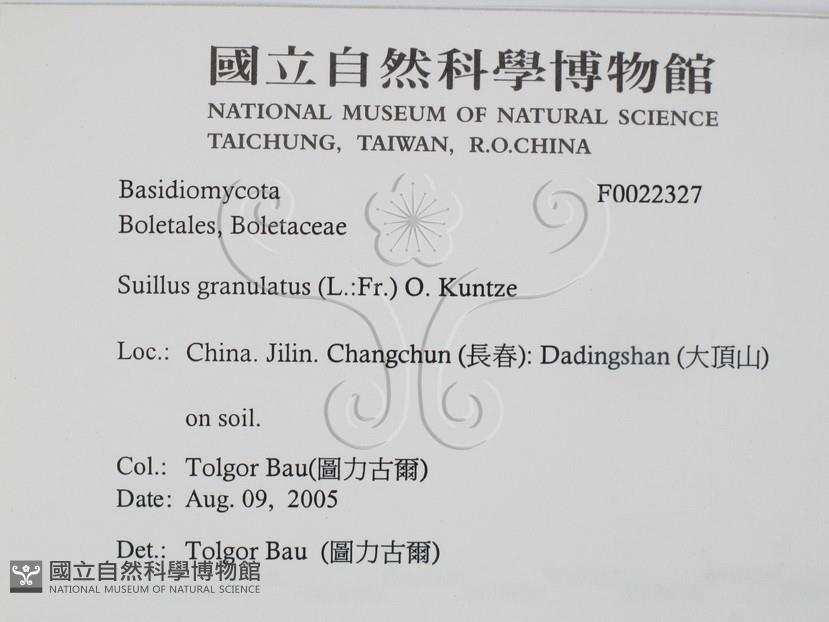 國立自然科學博物館
NATIONAL MUSEUM OF NATURAL SCIENCE
TAICHUNG, TAIWAN, R.O.CHINA
Basidiomycota F0022327
Boletales, Boletaceae
Suillus granulatus (L.:Fr.) O. Kuntze
Loc.: China. Jilin. Changchun (長春): Dadingshan (大頂山)
on soil.
Col.: Tolgor Bau(圖力古爾)
Date: Aug. 09, 2005
Det.: Tolgor Bau (圖力古爾)
國立自然科學博物館
NATIONAL MUSEUM OF NATURAL SCIENCE